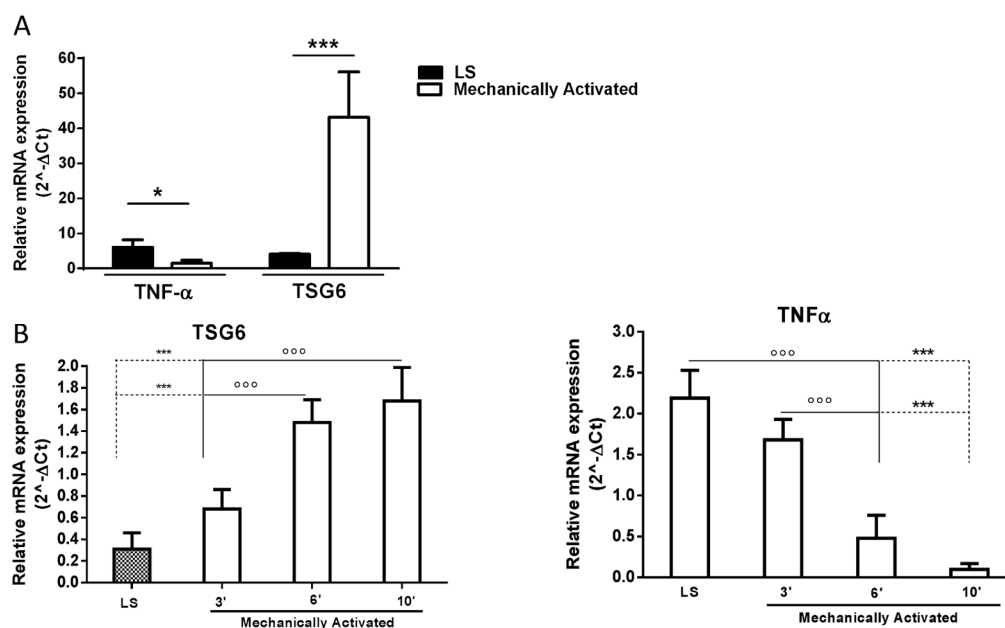 A
Relative mRNA expression
(2^-ΔCt)
60
50
40
30
20
10
0
*
***
TNF-α
TSG6
LS
Mechanically Activated
B
TSG6
Relative mRNA expression
(2^-ΔCt)
2.0
1.8
1.6
1.4
1.2
1.0
0.8
0.6
0.4
0.2
0.0
***
°°°
***
°°°
LS
3'
6'
10'
Mechanically Activated
TNFα
Relative mRNA expression
(2^-ΔCt)
3.0
2.5
2.0
1.5
1.0
0.5
0.0
°°°
***
°°°
***
LS
3'
6'
10'
Mechanically Activated